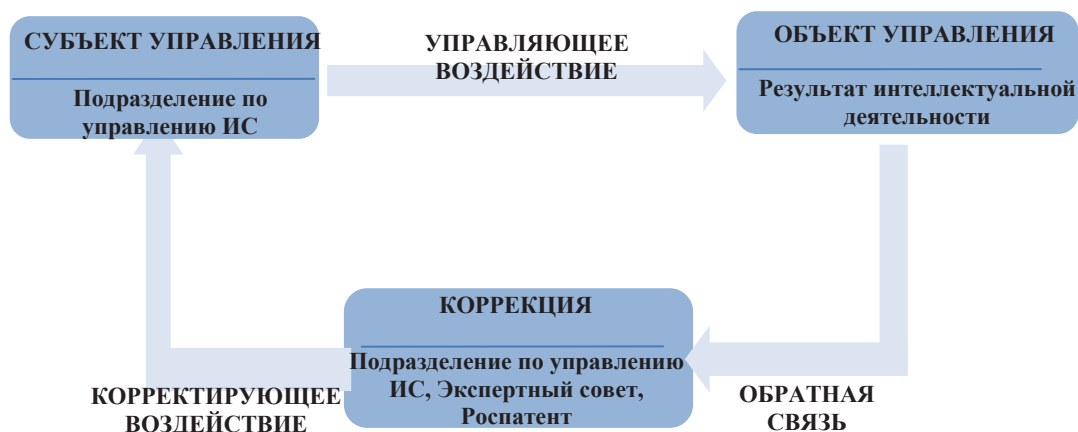 СУБЪЕКТ УПРАВЛЕНИЯ
Подразделение по
управлению ИС
УПРАВЛЯЮЩЕЕ
ВОЗДЕЙСТВИЕ
ОБЪЕКТ УПРАВЛЕНИЯ
Результат интеллектуальной
деятельности
КОРРЕКЦИЯ
Подразделение по управлению
ИС, Экспертный совет,
Роспатент
КОРРЕКТИРУЮЩЕЕ
ВОЗДЕЙСТВИЕ
ОБРАТНАЯ
СВЯЗЬ